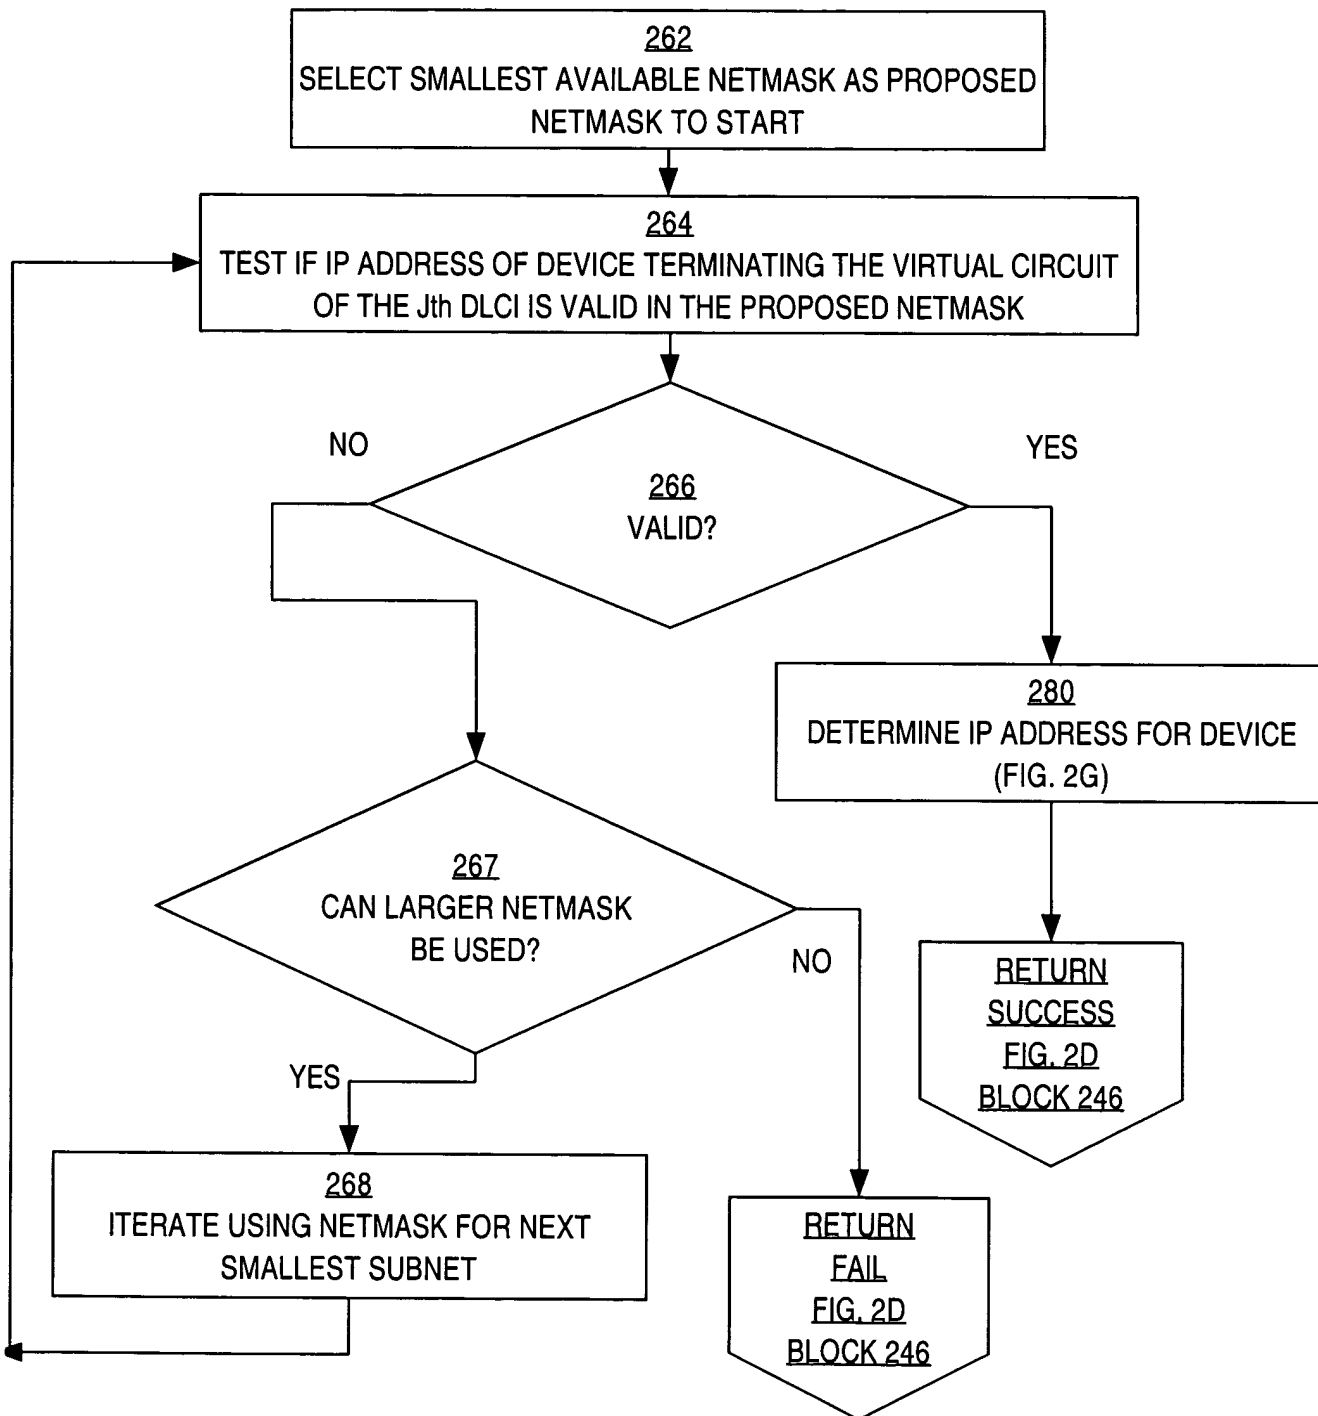 262
SELECT SMALLEST AVAILABLE NETMASK AS PROPOSED
NETMASK TO START
264
TEST IF IP ADDRESS OF DEVICE TERMINATING THE VIRTUAL CIRCUIT
OF THE Jth DLCI IS VALID IN THE PROPOSED NETMASK
NO
YES
266
VALID?
280
DETERMINE IP ADDRESS FOR DEVICE
(FIG. 2G)
267
CAN LARGER NETMASK
BE USED?
NO
YES
RETURN
SUCCESS
FIG. 2D
BLOCK 246
268
ITERATE USING NETMASK FOR NEXT
SMALLEST SUBNET
RETURN
FAIL
FIG. 2D
BLOCK 246